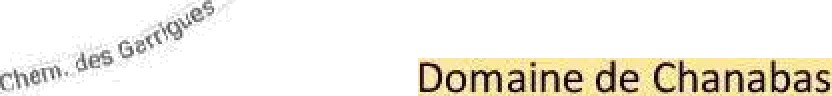 Chem. des Garrigues
Domaine de Chanabas